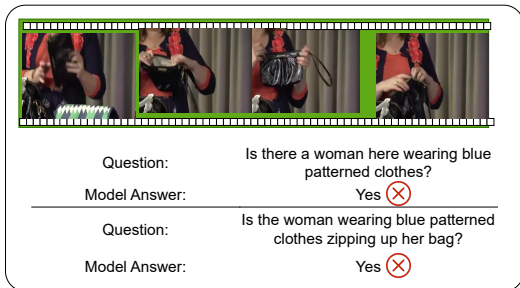 Question: Is there a woman here wearing blue
patterned clothes?
Model Answer: Yes
Question: Is the woman wearing blue patterned
clothes zipping up her bag?
Model Answer: Yes